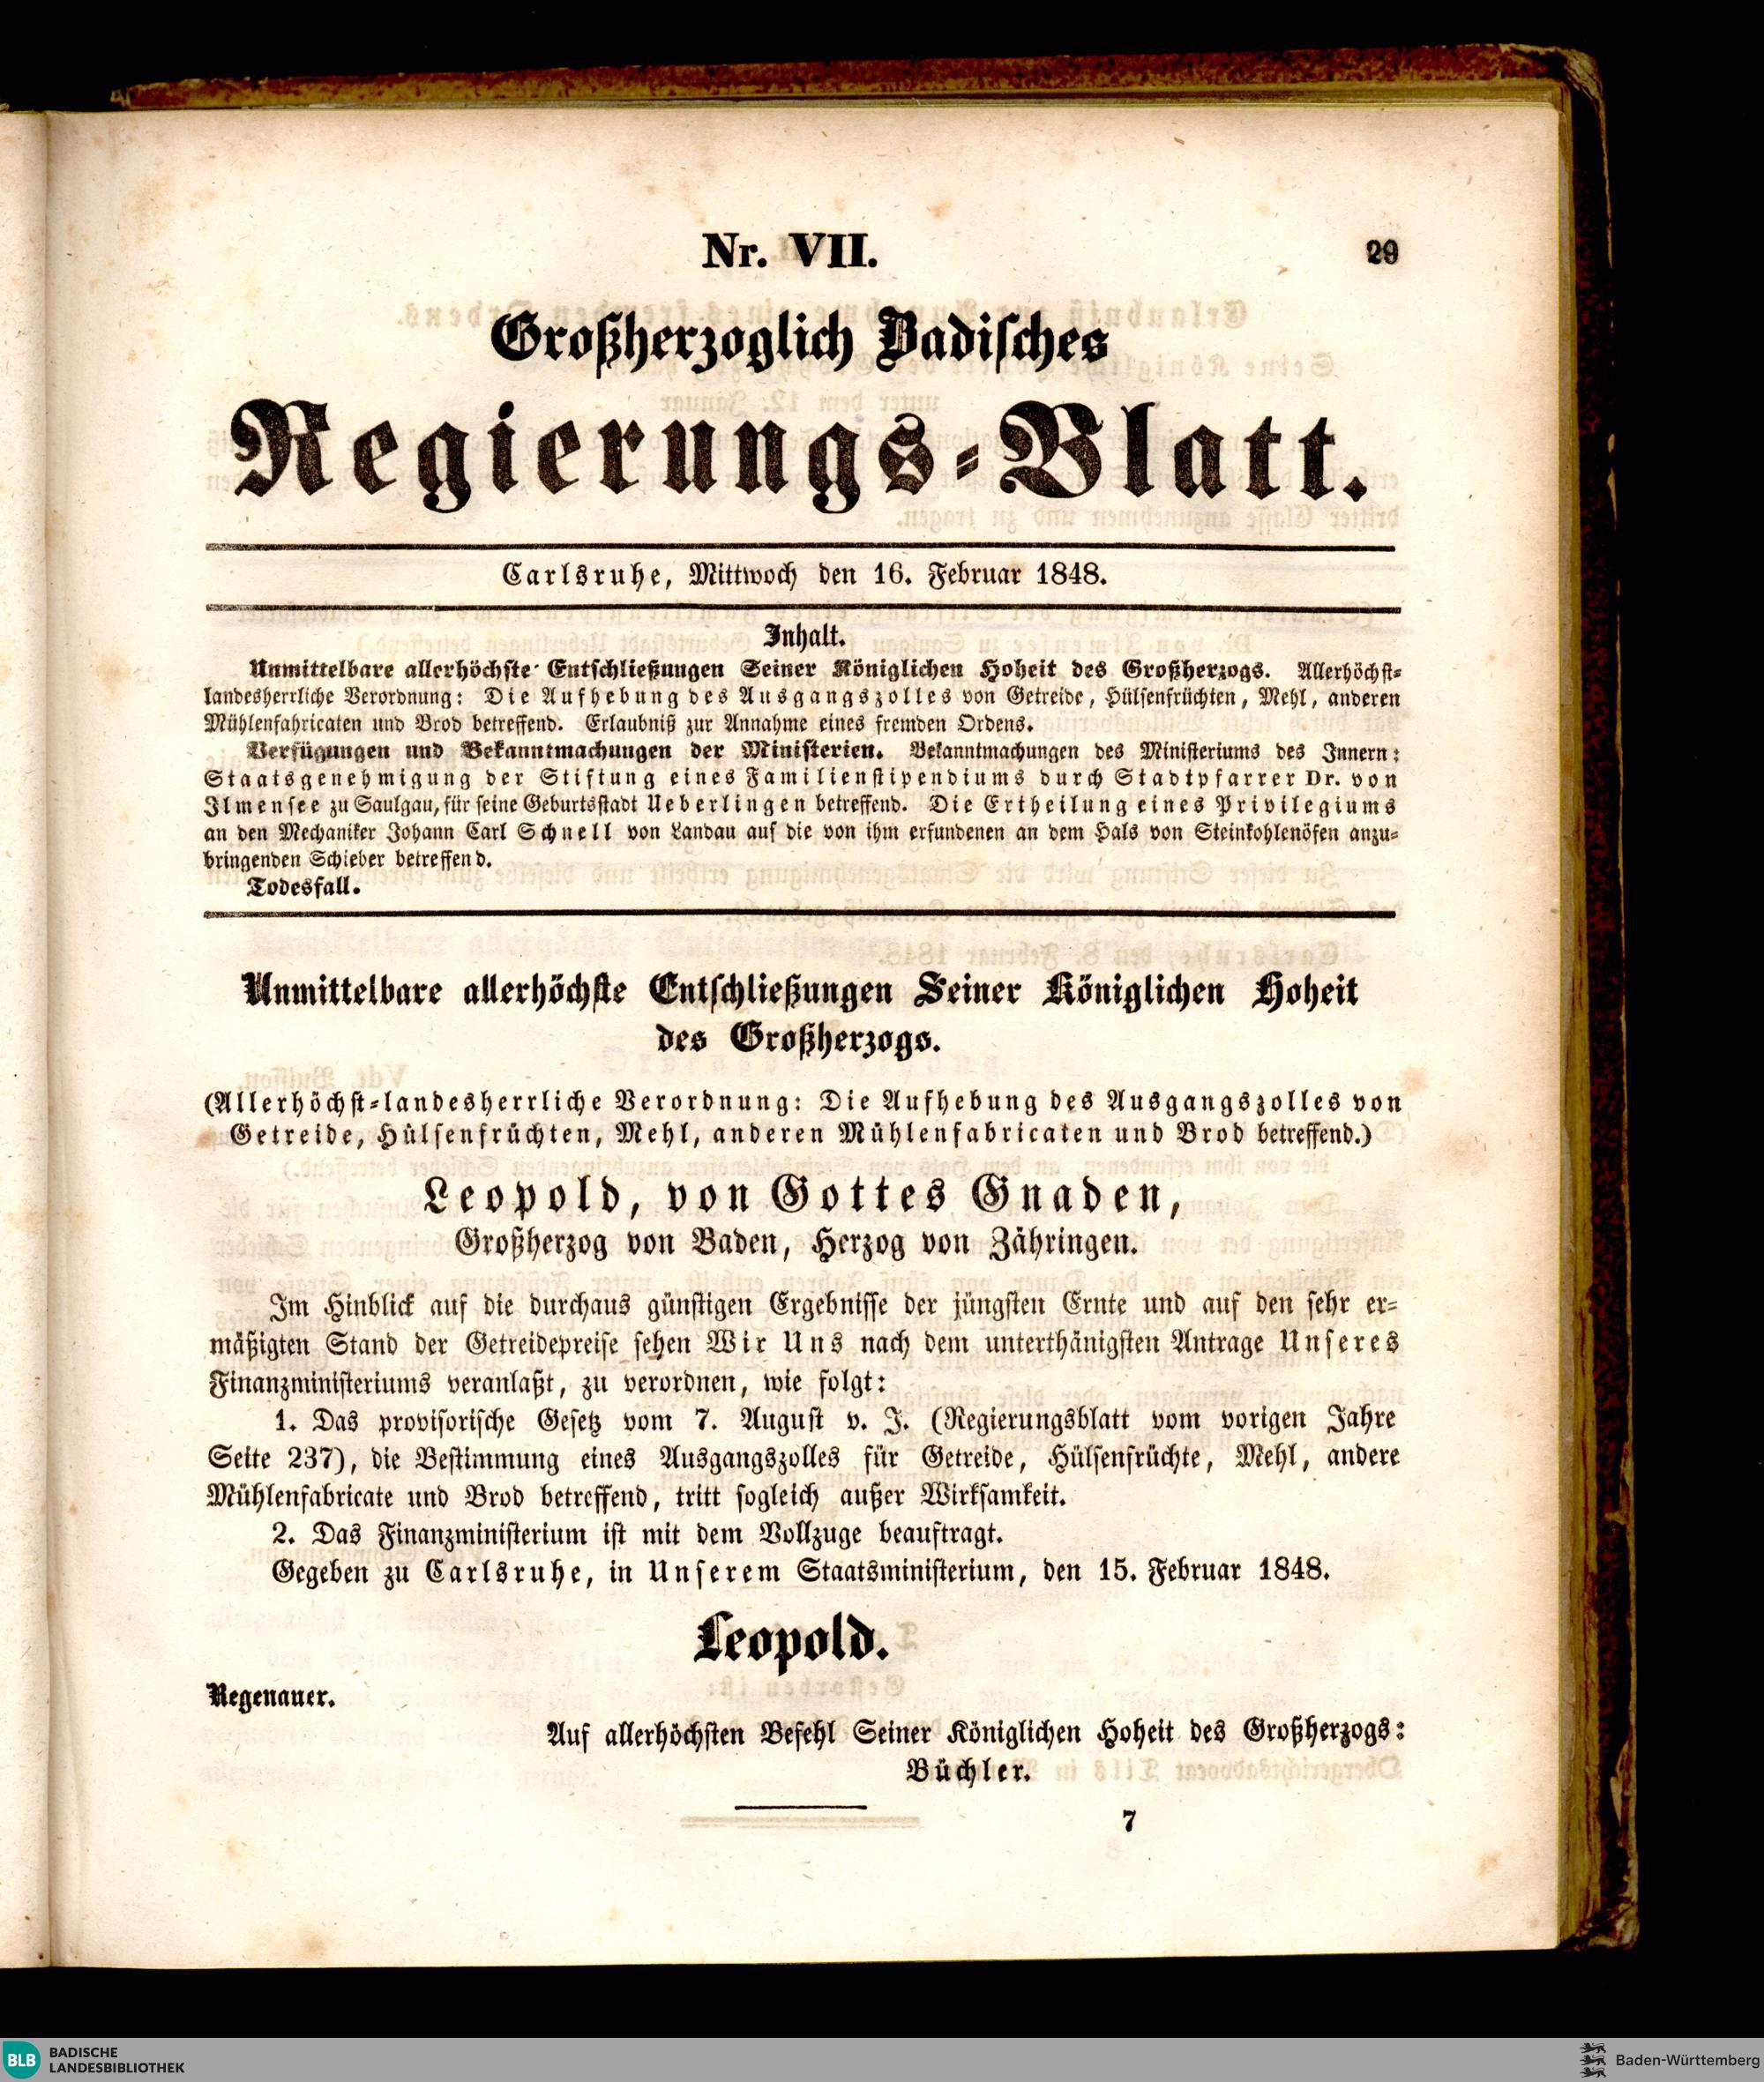 Nr. VII.
29
Großherzoglich Badisches
Regierungs-Blatt.
Carlsruhe, Mittwoch den 16. Februar 1848.
Inhalt.
Unmittelbare allerhöchste Entschließungen Seiner Königlichen Hoheit des Großherzogs. Allerhöchst-
landesherrliche Verordnung: Die Aufhebung des Ausgangszolles von Getreide, Hülsenfrüchten, Mehl, anderen
Mühlenfabricaten und Brod betreffend. Erlaubniß zur Annahme eines fremden Ordens.
Verfügungen und Bekanntmachungen der Ministerien. Bekanntmachungen des Ministeriums des Innern:
Staatsgenehmigung der Stiftung eines Familienstipendiums durch Stadtpfarrer Dr. von
Ilmensee zu Saulgau, für seine Geburtsstadt Ueberlingen betreffend. Die Ertheilung eines Privilegiums
an den Mechaniker Johann Carl Schnell von Landau auf die von ihm erfundenen an dem Hals von Steinkohlenöfen anzu-
bringenden Schieber betreffend.
Todesfall.
Unmittelbare allerhöchste Entschließungen Seiner Königlichen Hoheit
des Großherzogs.
(Allerhöchst-landesherrliche Verordnung: Die Aufhebung des Ausgangszolles von
Getreide, Hülsenfrüchten, Mehl, anderen Mühlenfabricaten und Brod betreffend.)
Leopold, von Gottes Gnaden,
Großherzog von Baden, Herzog von Zähringen.
Im Hinblick auf die durchaus günstigen Ergebnisse der jüngsten Ernte und auf den sehr er-
mäßigten Stand der Getreidepreise sehen Wir Uns nach dem unterthänigsten Antrage Unseres
Finanzministeriums veranlaßt, zu verordnen, wie folgt:
1. Das provisorische Gesetz vom 7. August v. J. (Regierungsblatt vom vorigen Jahre
Seite 237), die Bestimmung eines Ausgangszolles für Getreide, Hülsenfrüchte, Mehl, andere
Mühlenfabricate und Brod betreffend, tritt sogleich außer Wirksamkeit.
2. Das Finanzministerium ist mit dem Vollzuge beauftragt.
Gegeben zu Carlsruhe, in Unserem Staatsministerium, den 15. Februar 1848.
Leopold.
Regenauer.
Auf allerhöchsten Befehl Seiner Königlichen Hoheit des Großherzogs:
Büchler.
7
BLB BADISCHE
LANDESBIBLIOTHEK
Baden-Württemberg